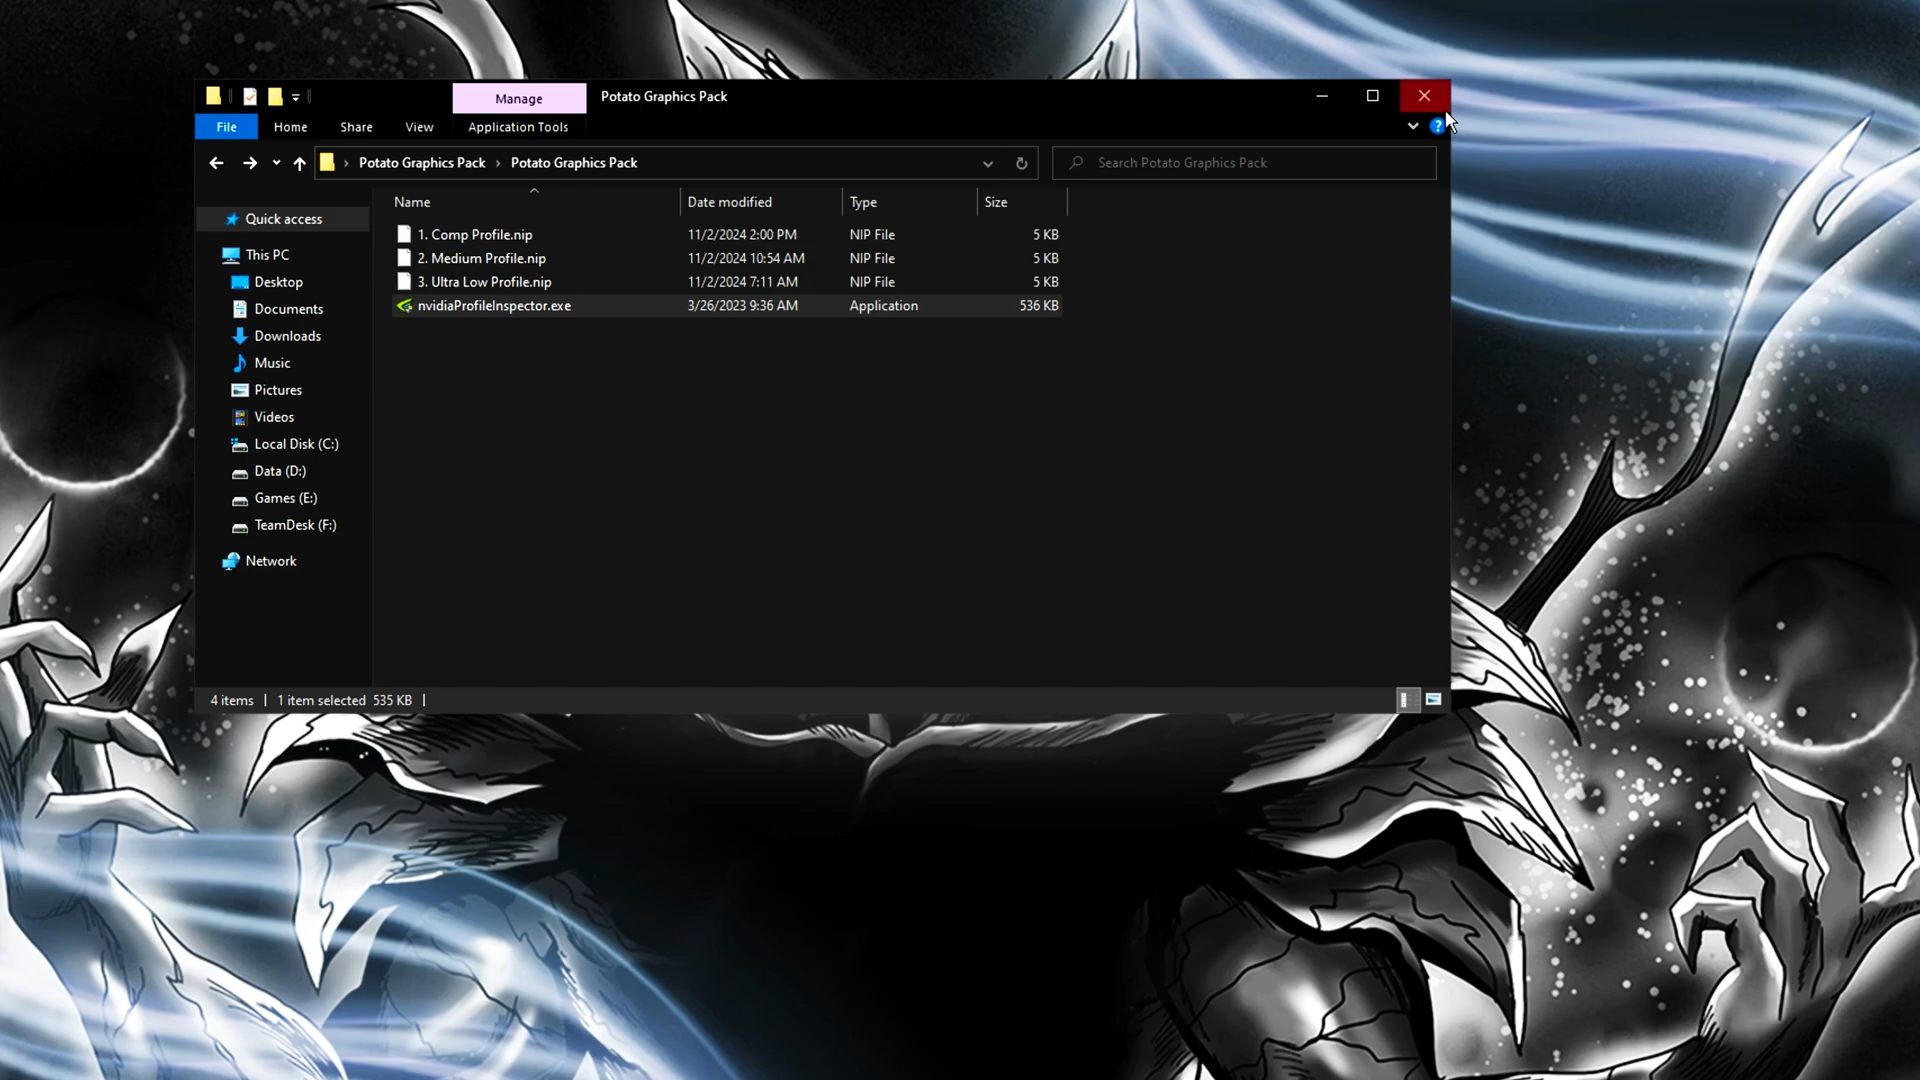 Manage
Potato Graphics Pack
File
Home
Share
View
Application Tools
?
Potato Graphics Pack › Potato Graphics Pack
Search Potato Graphics Pack
Name
Date modified
Type
Size
1. Comp Profile.nip
11/2/2024 2:00 PM
NIP File
5 KB
2. Medium Profile.nip
11/2/2024 10:54 AM
NIP File
5 KB
3. Ultra Low Profile.nip
11/2/2024 7:11 AM
NIP File
5 KB
nvidiaProfileInspector.exe
3/26/2023 9:36 AM
Application
536 KB
Quick access
This PC
Desktop
Documents
Downloads
Music
Pictures
Videos
Local Disk (C:)
Data (D:)
Games (E:)
TeamDesk (F:)
Network
4 items
1 item selected 535 KB